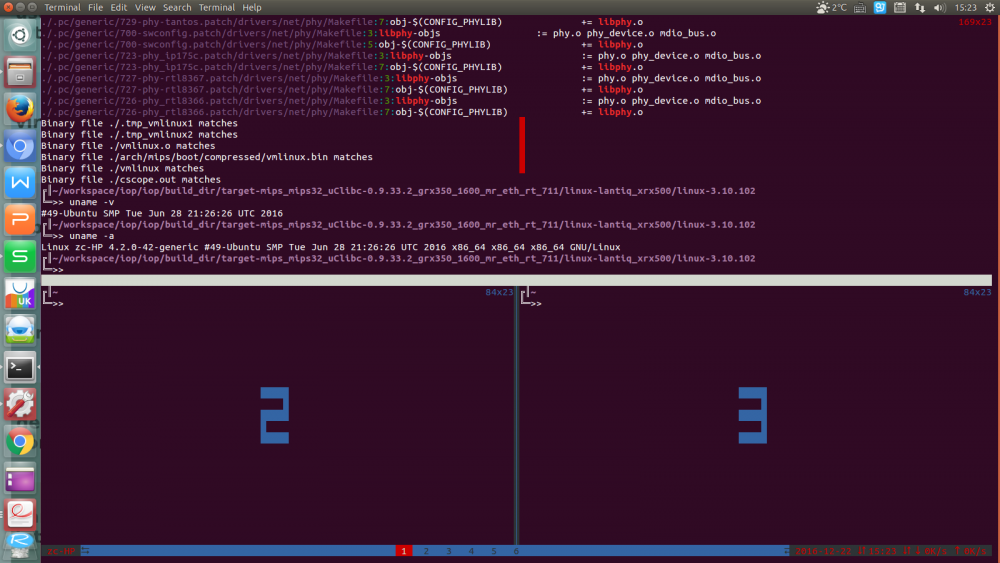 Terminal File Edit View Search Terminal Help 2°C 15:23
./.pc/generic/729-phy-tantos.patch/drivers/net/phy/Makefile:7:obj-$(CONFIG_PHYLIB) += libphy.o 169x23
./.pc/generic/700-swconfig.patch/drivers/net/phy/Makefile:3:libphy-objs := phy.o phy_device.o mdio_bus.o
./.pc/generic/700-swconfig.patch/drivers/net/phy/Makefile:5:obj-$(CONFIG_PHYLIB) += libphy.o
./.pc/generic/723-phy_ip175c.patch/drivers/net/phy/Makefile:3:libphy-objs := phy.o phy_device.o mdio_bus.o
./.pc/generic/723-phy_ip175c.patch/drivers/net/phy/Makefile:7:obj-$(CONFIG_PHYLIB) += libphy.o
./.pc/generic/727-phy-rtl8367.patch/drivers/net/phy/Makefile:3:libphy-objs := phy.o phy_device.o mdio_bus.o
./.pc/generic/727-phy-rtl8367.patch/drivers/net/phy/Makefile:7:obj-$(CONFIG_PHYLIB) += libphy.o
./.pc/generic/726-phy_rtl8366.patch/drivers/net/phy/Makefile:3:libphy-objs := phy.o phy_device.o mdio_bus.o
./.pc/generic/726-phy_rtl8366.patch/drivers/net/phy/Makefile:7:obj-$(CONFIG_PHYLIB) += libphy.o
Binary file ./.tmp_vmlinux1 matches
Binary file ./.tmp_vmlinux2 matches
Binary file ./vmlinux.o matches
Binary file ./arch/mips/boot/compressed/vmlinux.bin matches
Binary file ./vmlinux matches
Binary file ./cscope.out matches
~/workspace/iop/iop/build_dir/target-mips_mips32_uClibc-0.9.33.2_grx350_1600_mr_eth_rt_711/linux-lantiq_xrx500/linux-3.10.102
>> uname -v
#49-Ubuntu SMP Tue Jun 28 21:26:26 UTC 2016
~/workspace/iop/iop/build_dir/target-mips_mips32_uClibc-0.9.33.2_grx350_1600_mr_eth_rt_711/linux-lantiq_xrx500/linux-3.10.102
>> uname -a
Linux zc-HP 4.2.0-42-generic #49-Ubuntu SMP Tue Jun 28 21:26:26 UTC 2016 x86_64 x86_64 x86_64 GNU/Linux
~/workspace/iop/iop/build_dir/target-mips_mips32_uClibc-0.9.33.2_grx350_1600_mr_eth_rt_711/linux-lantiq_xrx500/linux-3.10.102
>>
~ 84x23
>>
~ 84x23
>>
2
3
1 2 3 4 5 6